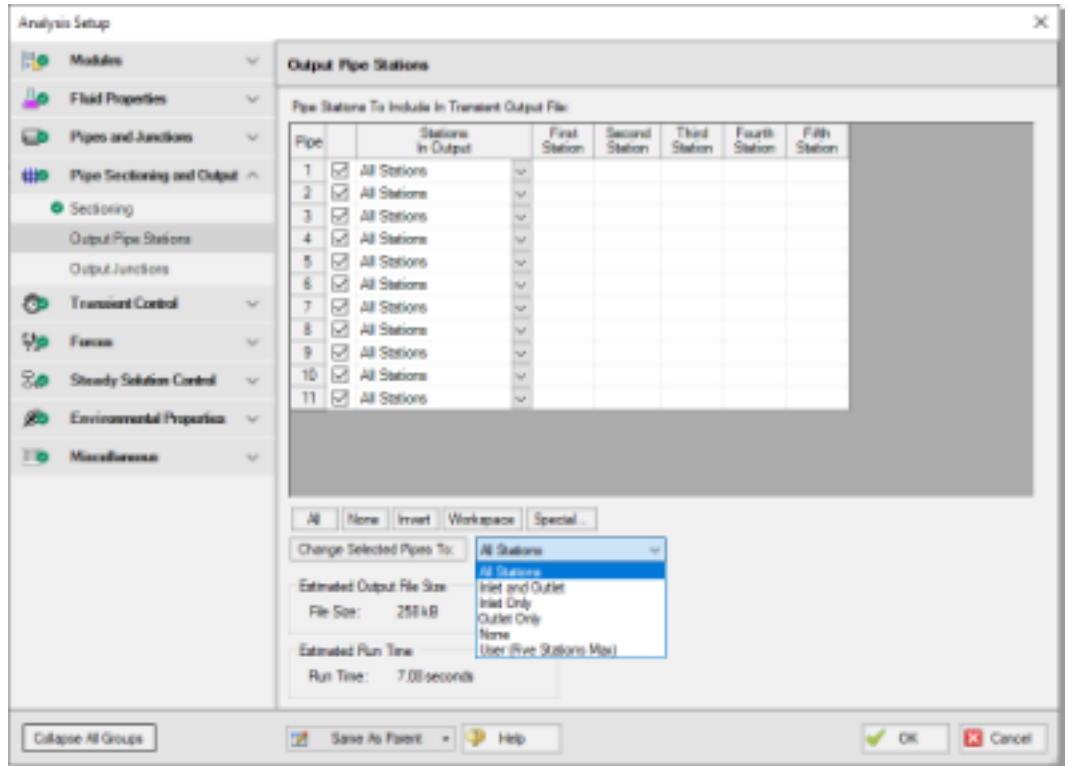 Analysis Setup
Modules
Fluid Properties
Pipes and Junctions
Pipe Sectioning and Output
Sectioning
Output Pipe Stations
Output Junctions
Transient Control
Forces
Steady Solution Control
Environmental Properties
Miscellaneous
Output Pipe Stations
Pipe Stations To Include In Transient Output File:
Pipe Stations In Output First Station Second Station Third Station Fourth Station Fifth Station
1 All Stations
2 All Stations
3 All Stations
4 All Stations
5 All Stations
6 All Stations
7 All Stations
8 All Stations
9 All Stations
10 All Stations
11 All Stations
All None Invert Workspace Special...
Change Selected Pipes To: All Stations
All Stations
Inlet and Outlet
Inlet Only
Outlet Only
None
User (Five Stations Max)
Estimated Output File Size
File Size: 258 kB
Estimated Run Time
Run Time: 7.08 seconds
Collapse All Groups Same As Parent Help OK Cancel